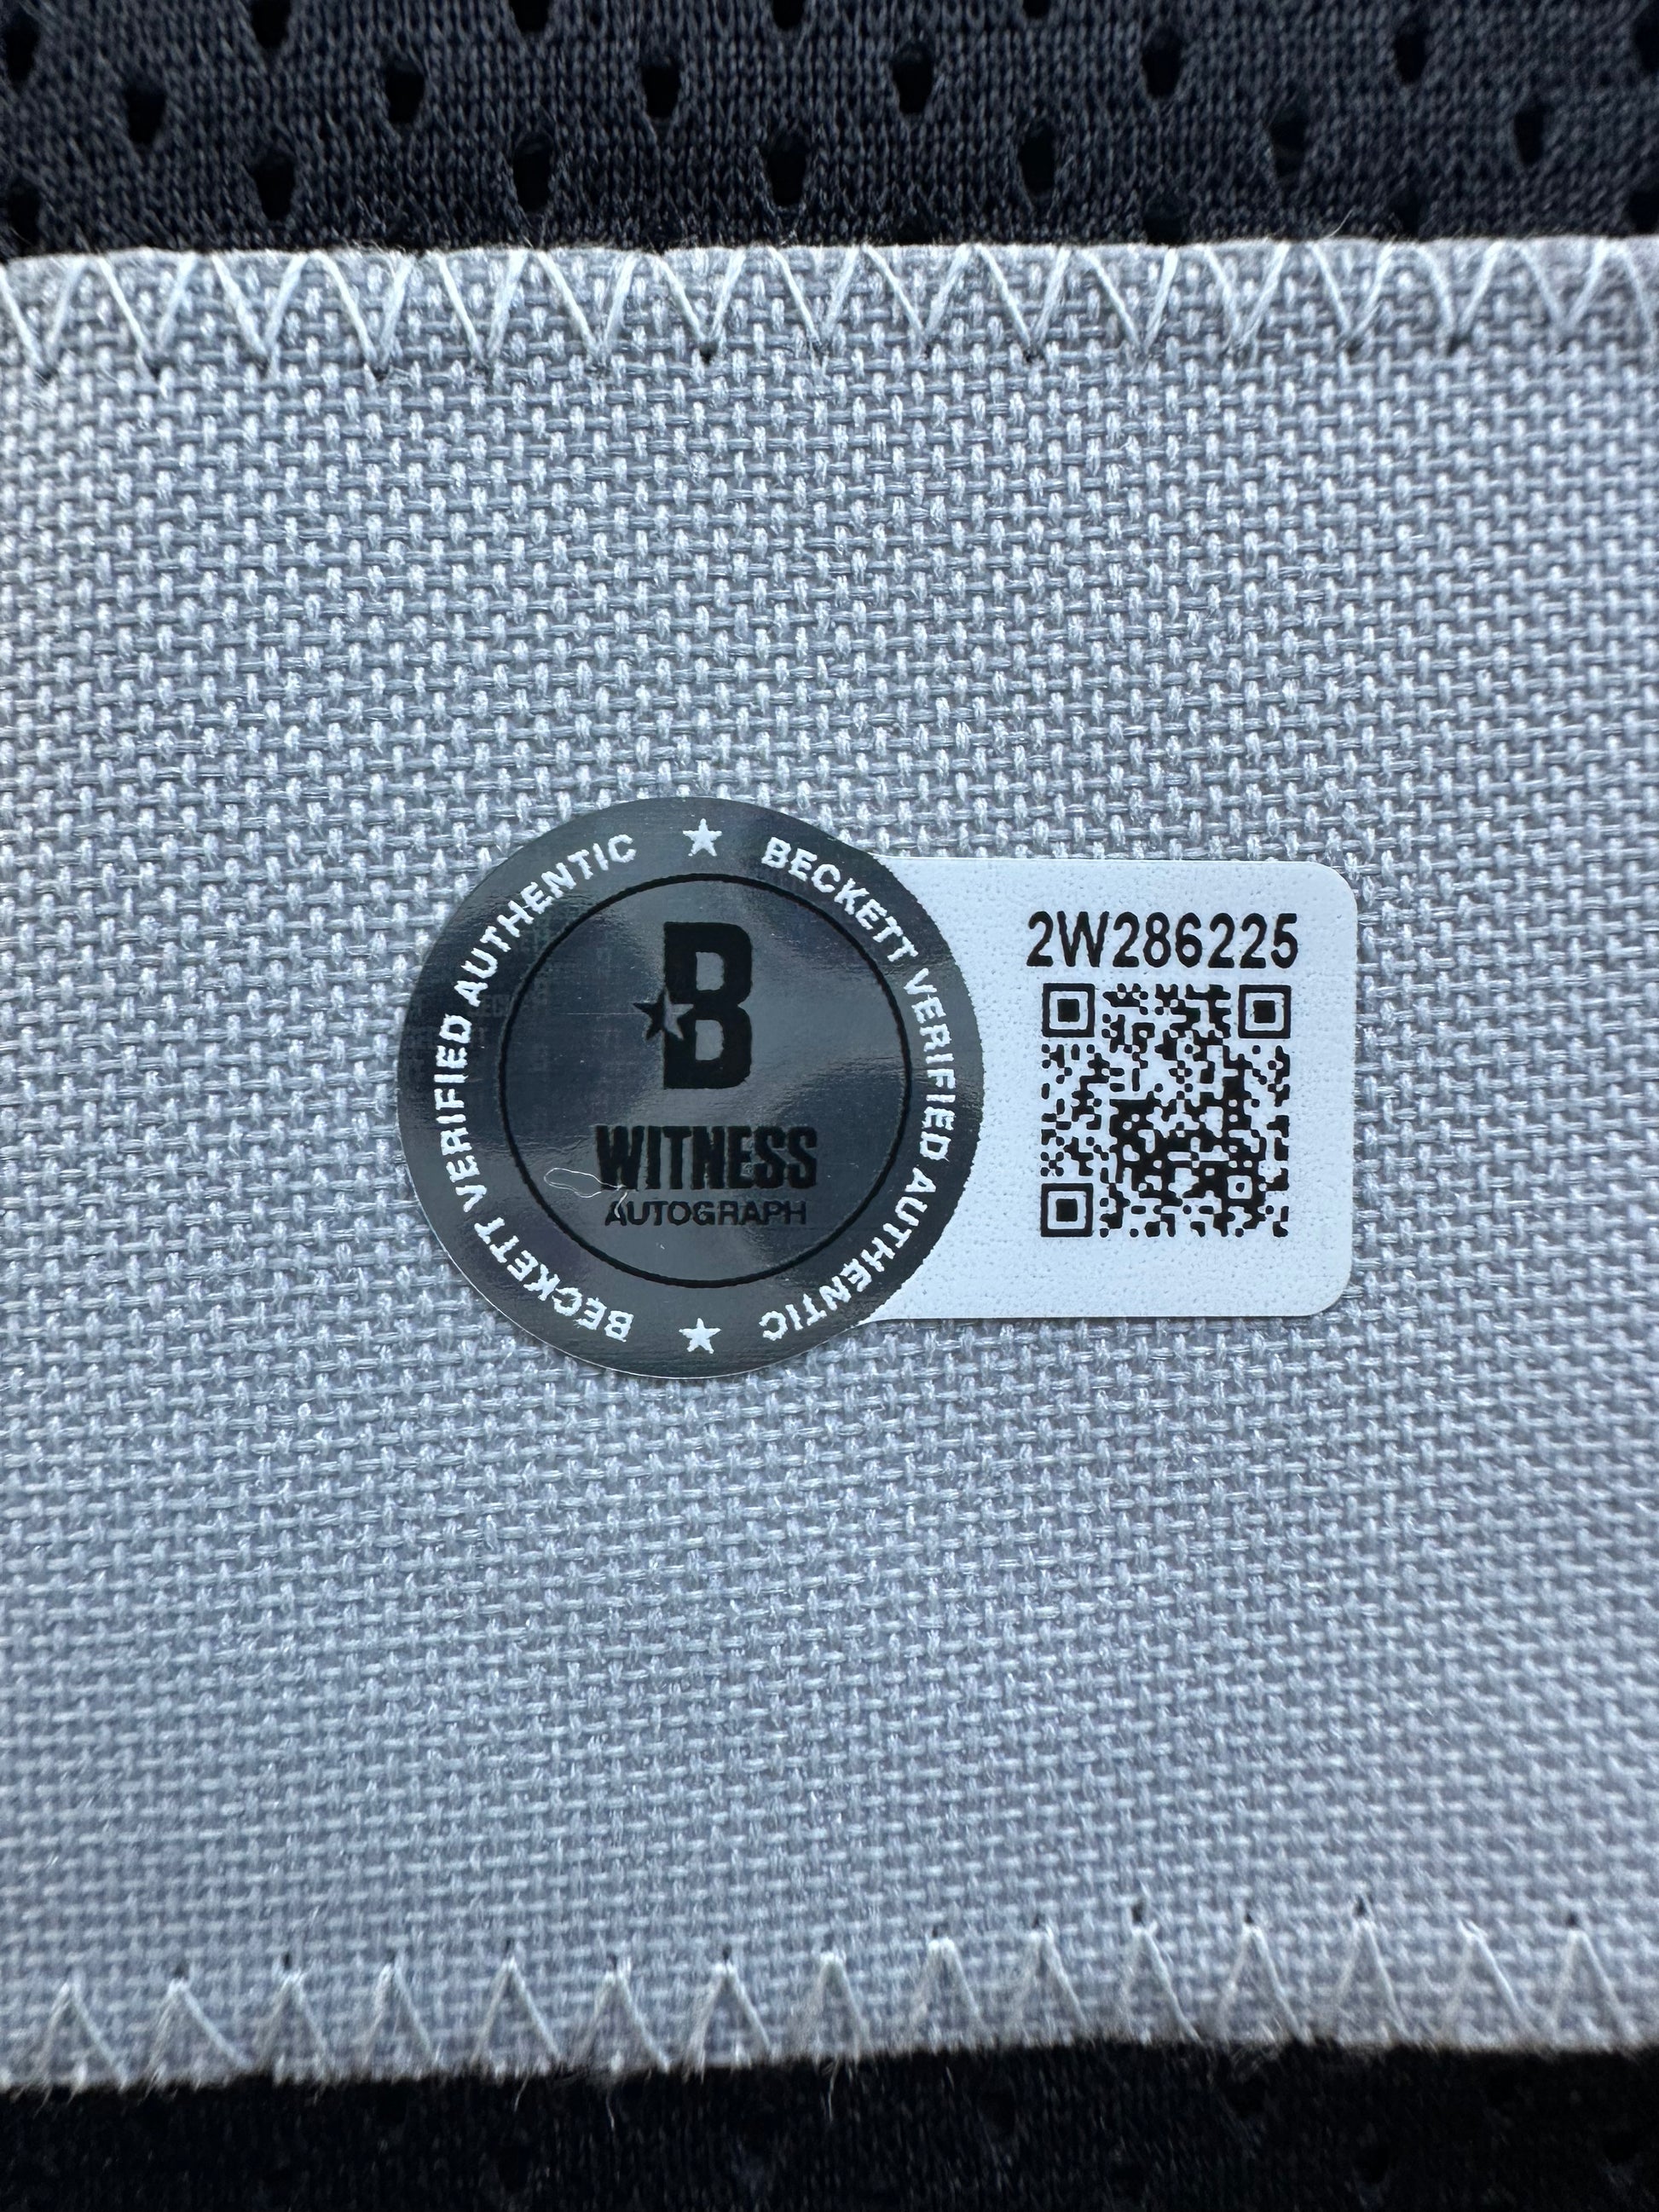 BECKETT VERIFIED AUTHENTIC
BECKETT VERIFIED AUTHENTIC
B
WITNESS
AUTOGRAPH
2W286225